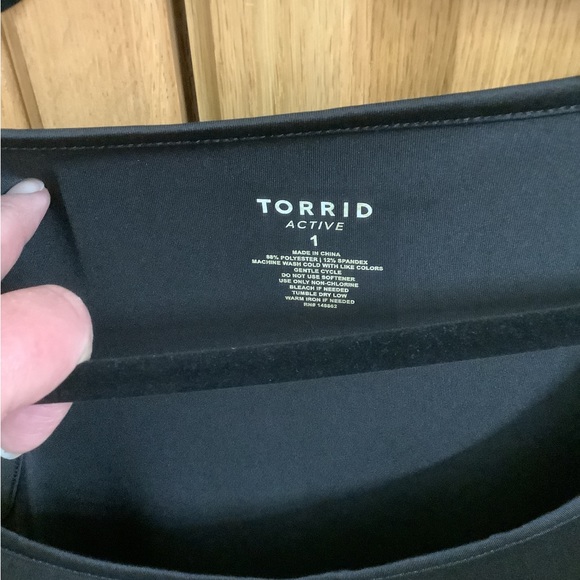 TORRID
ACTIVE
1
MADE IN CHINA
88% POLYESTER | 12% SPANDEX
MACHINE WASH COLD WITH LIKE COLORS
GENTLE CYCLE
DO NOT USE SOFTENER
USE ONLY NON-CHLORINE
BLEACH IF NEEDED
TUMBLE DRY LOW
WARM IRON IF NEEDED
RN#